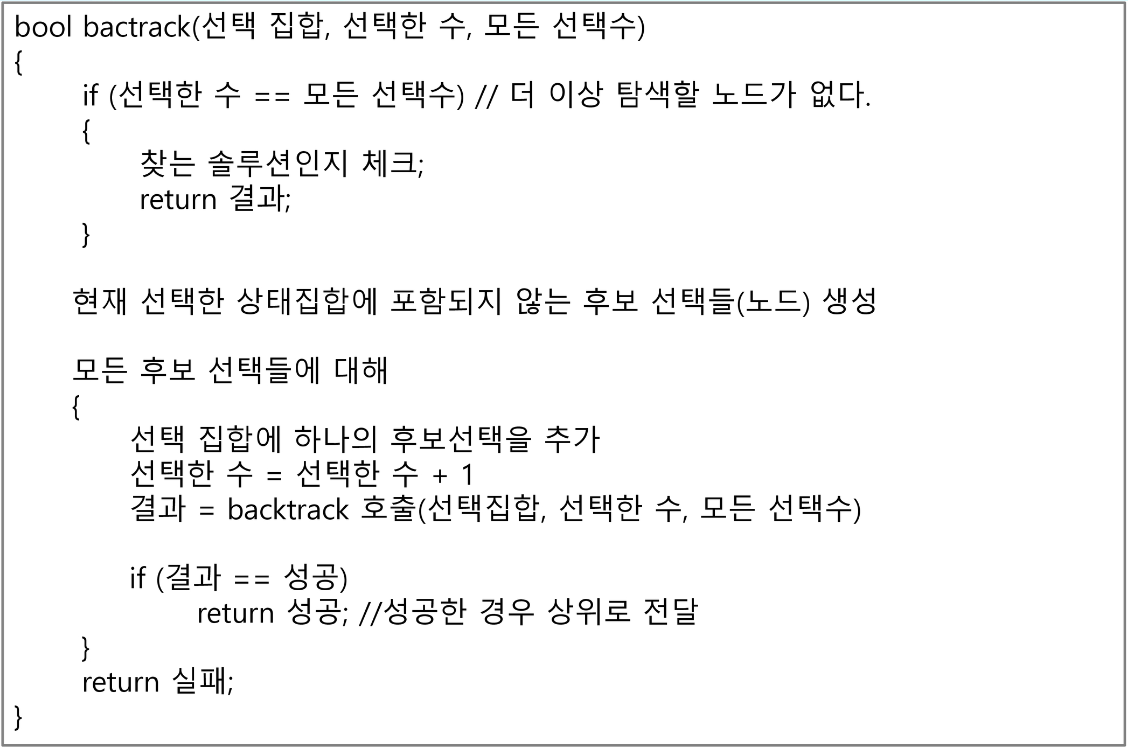 bool bactrack(선택 집합, 선택한 수, 모든 선택수)
{
if (선택한 수 == 모든 선택수) // 더 이상 탐색할 노드가 없다.
{
찾는 솔루션인지 체크;
return 결과;
}
현재 선택한 상태집합에 포함되지 않는 후보 선택들(노드) 생성
모든 후보 선택들에 대해
{
선택 집합에 하나의 후보선택을 추가
선택한 수 = 선택한 수 + 1
결과 = backtrack 호출(선택집합, 선택한 수, 모든 선택수)
if (결과 == 성공)
return 성공; //성공한 경우 상위로 전달
}
return 실패;
}